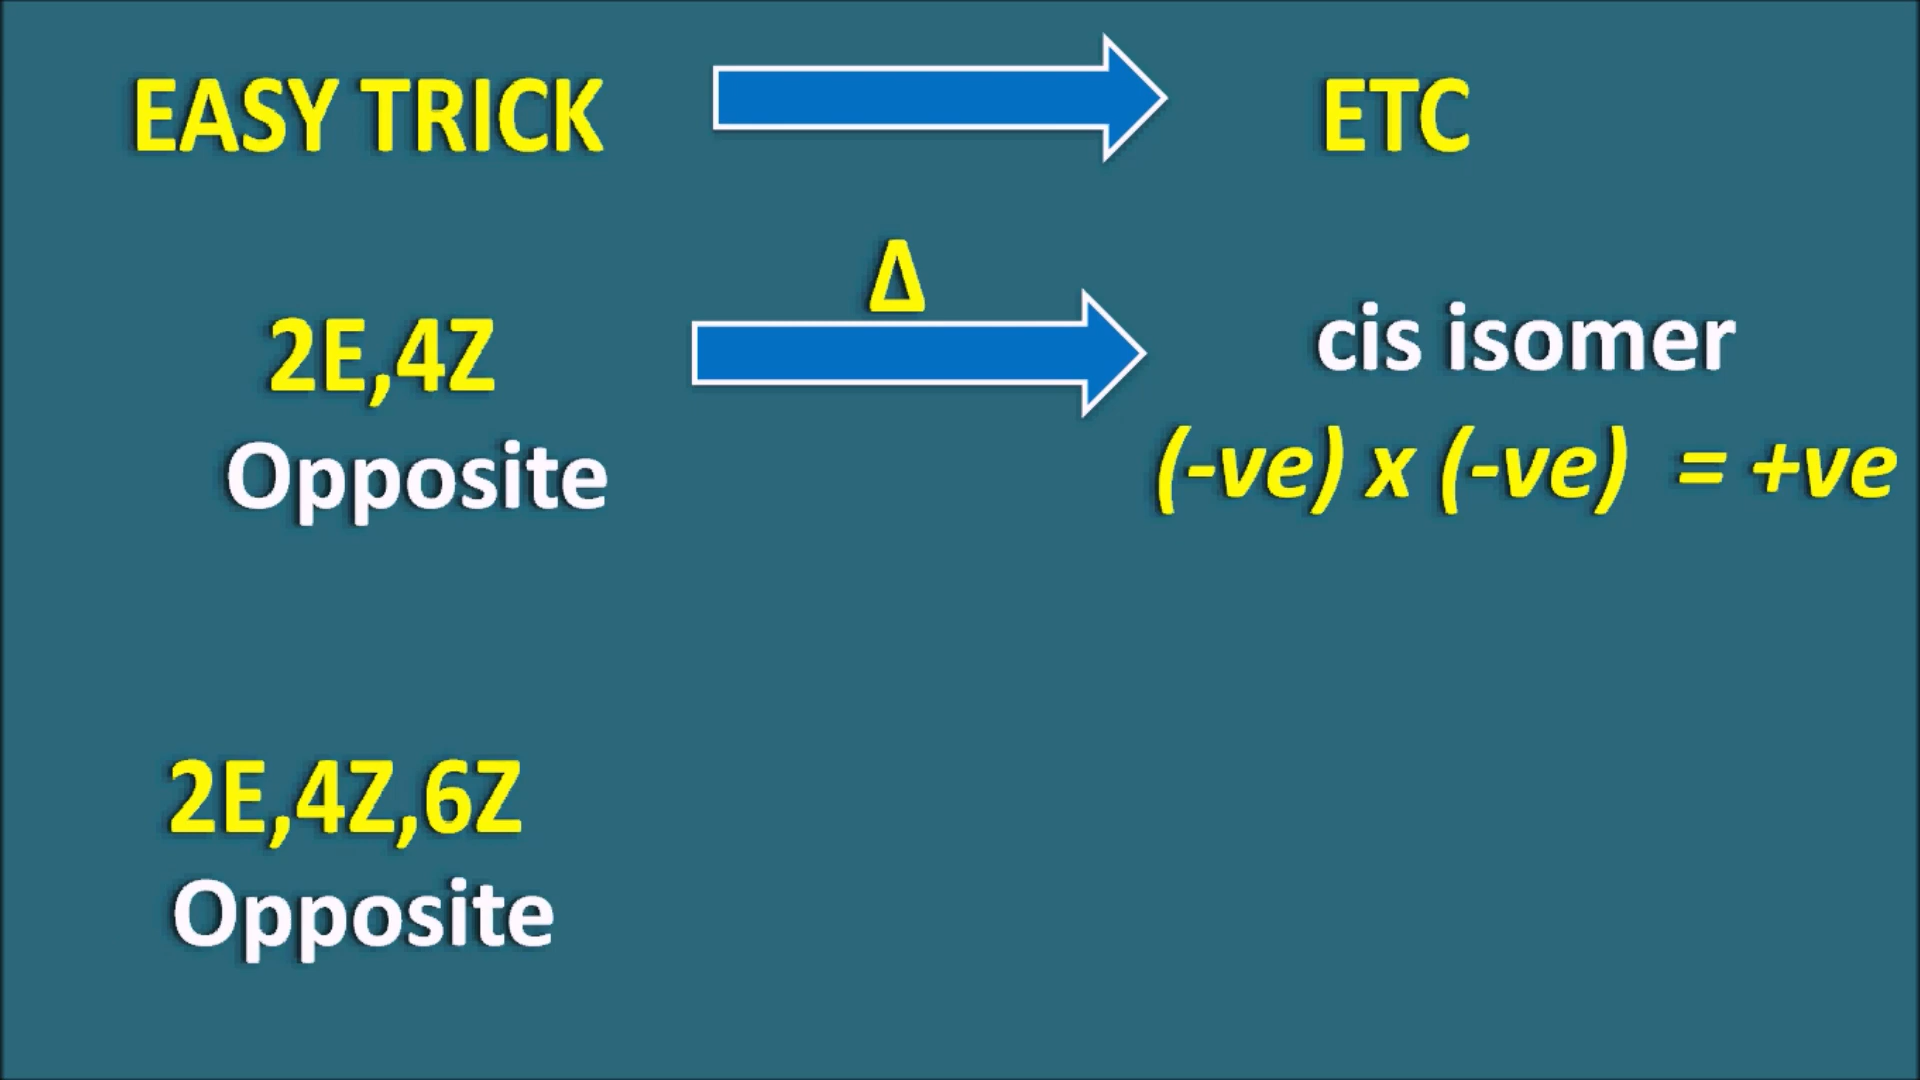 EASY TRICK ETC
Δ
2E,4Z cis isomer
Opposite (-ve) x (-ve) = +ve
2E,4Z,6Z
Opposite